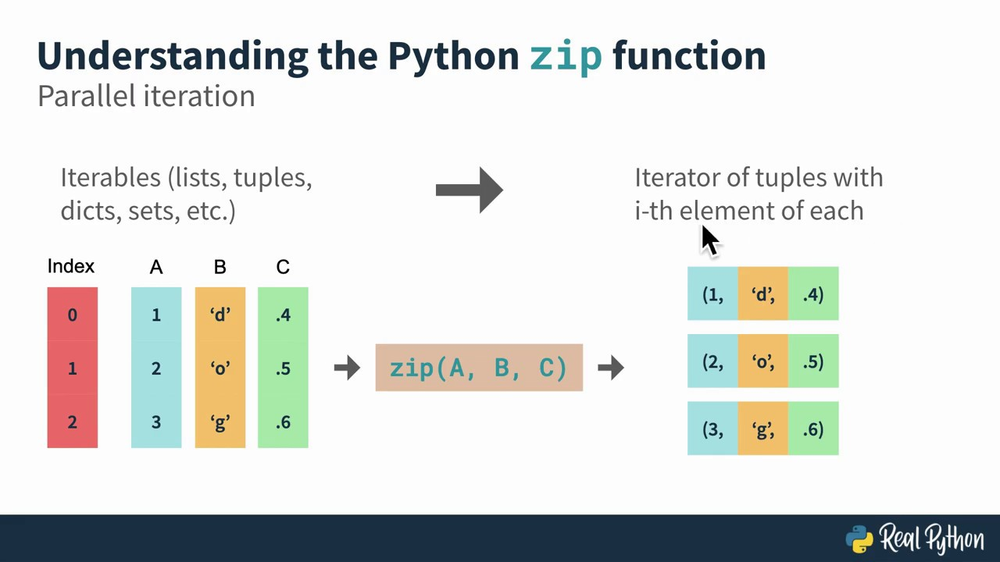 Understanding the Python zip function
Parallel iteration
Iterables (lists, tuples,
dicts, sets, etc.)
Iterator of tuples with
i-th element of each
Index A B C
0 1 ‘d’ .4
1 2 ‘o’ .5
2 3 ‘g’ .6
zip(A, B, C)
(1, ‘d’, .4)
(2, ‘o’, .5)
(3, ‘g’, .6)
Real Python